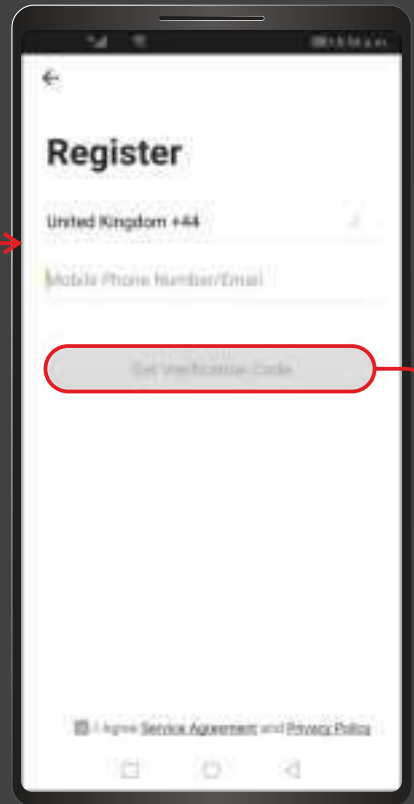 Register
United Kingdom +44
Mobile Phone Number/Email
Get Verification Code
I Agree Service Agreement and Privacy Policy